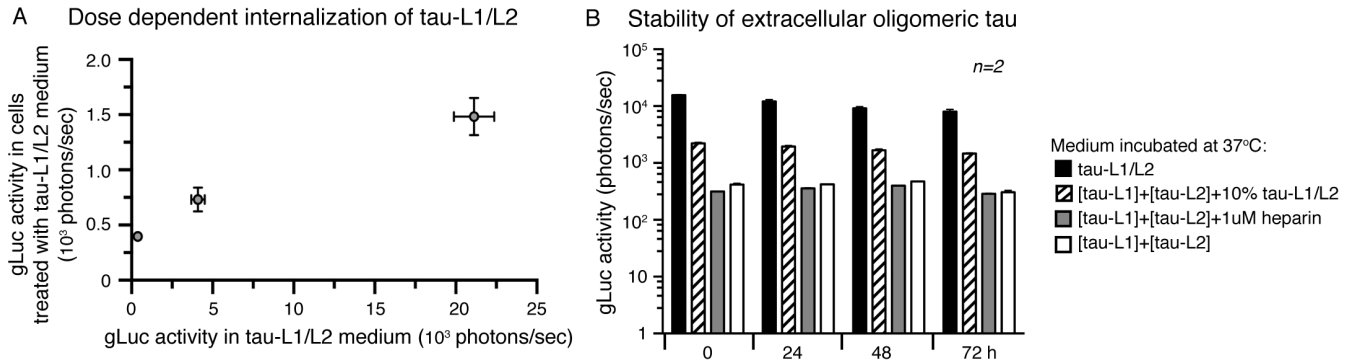 A Dose dependent internalization of tau-L1/L2
gLuc activity in cells
treated with tau-L1/L2 medium
(10³ photons/sec)
2.0
1.5
1.0
0.5
0
0 5 10 15 20 25
gLuc activity in tau-L1/L2 medium (10³ photons/sec)
B Stability of extracellular oligomeric tau
n=2
gLuc activity (photons/sec)
10⁵
10⁴
10³
10²
10
1
0 24 48 72 h
Medium incubated at 37ºC:
tau-L1/L2
[tau-L1]+[tau-L2]+10% tau-L1/L2
[tau-L1]+[tau-L2]+1uM heparin
[tau-L1]+[tau-L2]